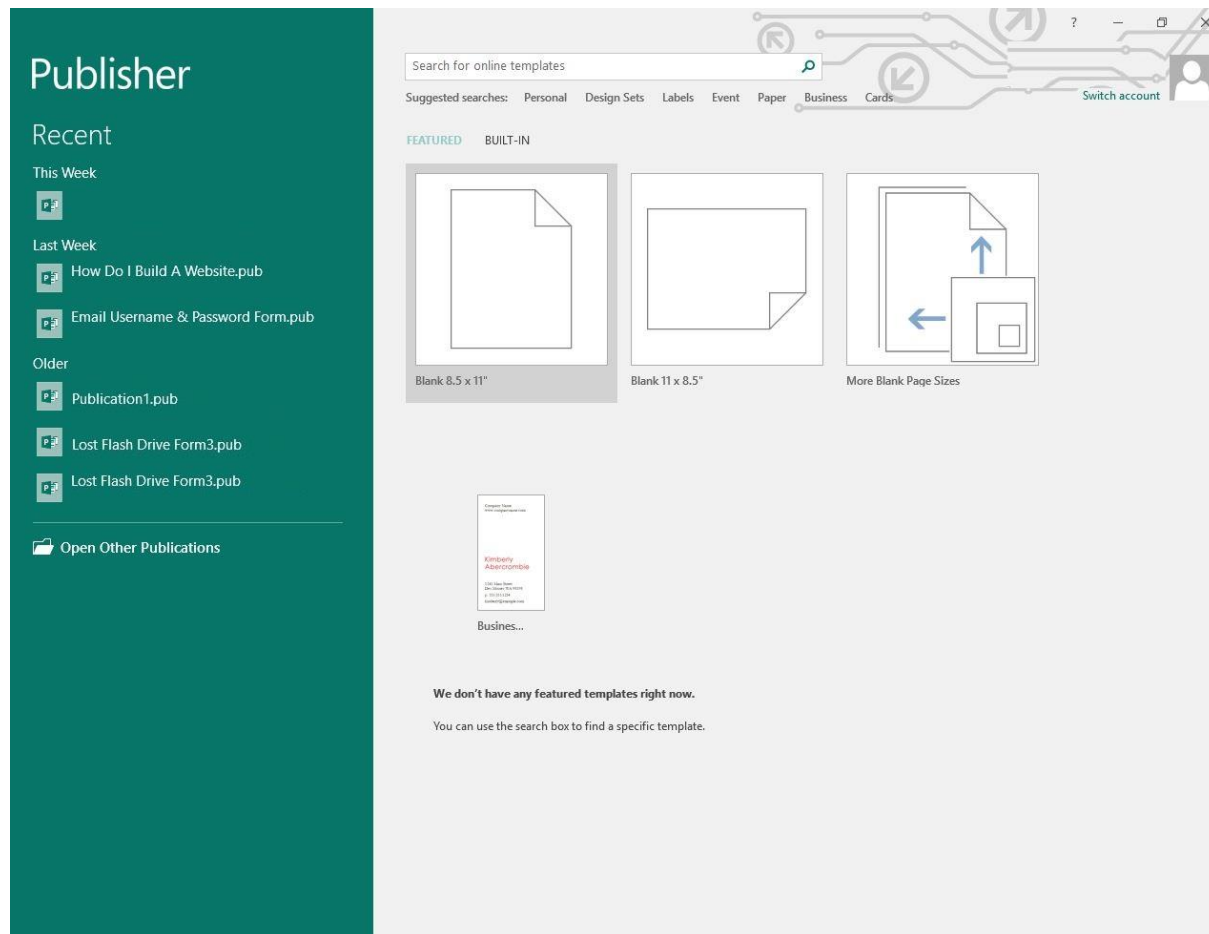 ?
Publisher
Search for online templates
Suggested searches: Personal Design Sets Labels Event Paper Business Cards
Switch account
Recent
FEATURED BUILT-IN
This Week
Last Week
How Do I Build A Website.pub
Email Username & Password Form.pub
Older
Publication1.pub
Lost Flash Drive Form3.pub
Lost Flash Drive Form3.pub
Open Other Publications
Blank 8.5 x 11"
Blank 11 x 8.5"
More Blank Page Sizes
Company Name
Kimberly
Abercrombie
Busines...
We don't have any featured templates right now.
You can use the search box to find a specific template.